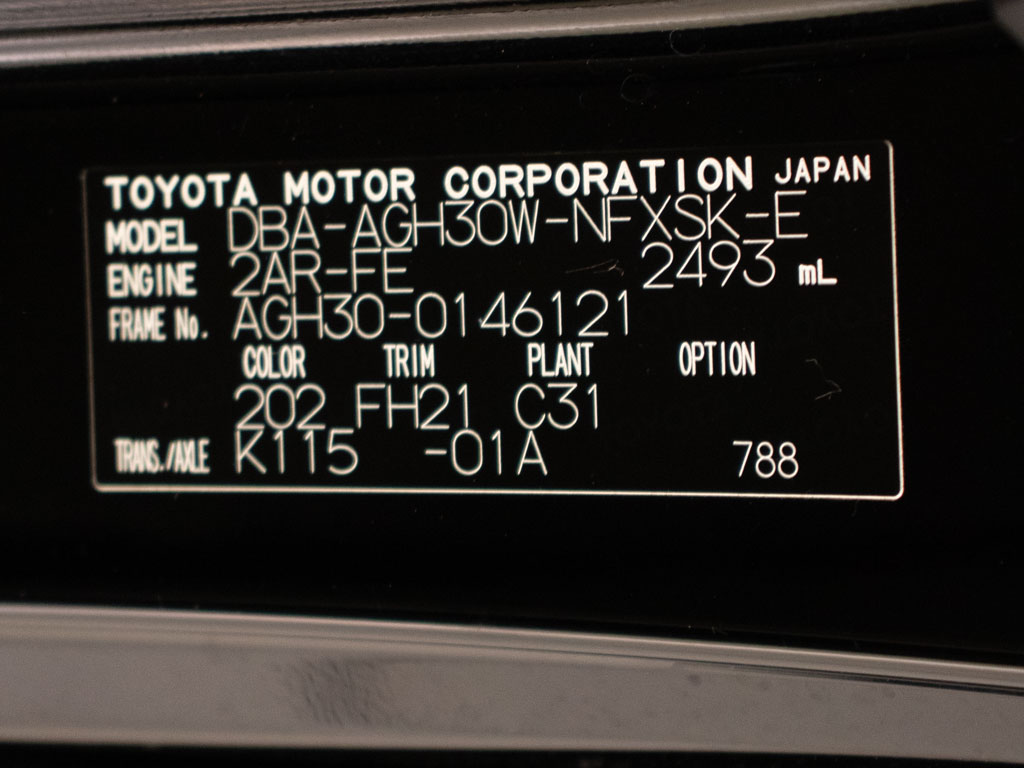 TOYOTA MOTOR CORPORATION JAPAN
MODEL DBA-AGH30W-NFXSK-E
ENGINE 2AR-FE 2493 mL
FRAME No. AGH30-0146121
COLOR TRIM PLANT OPTION
202 FH21 C31
TRANS./AXLE K115 -01A 788